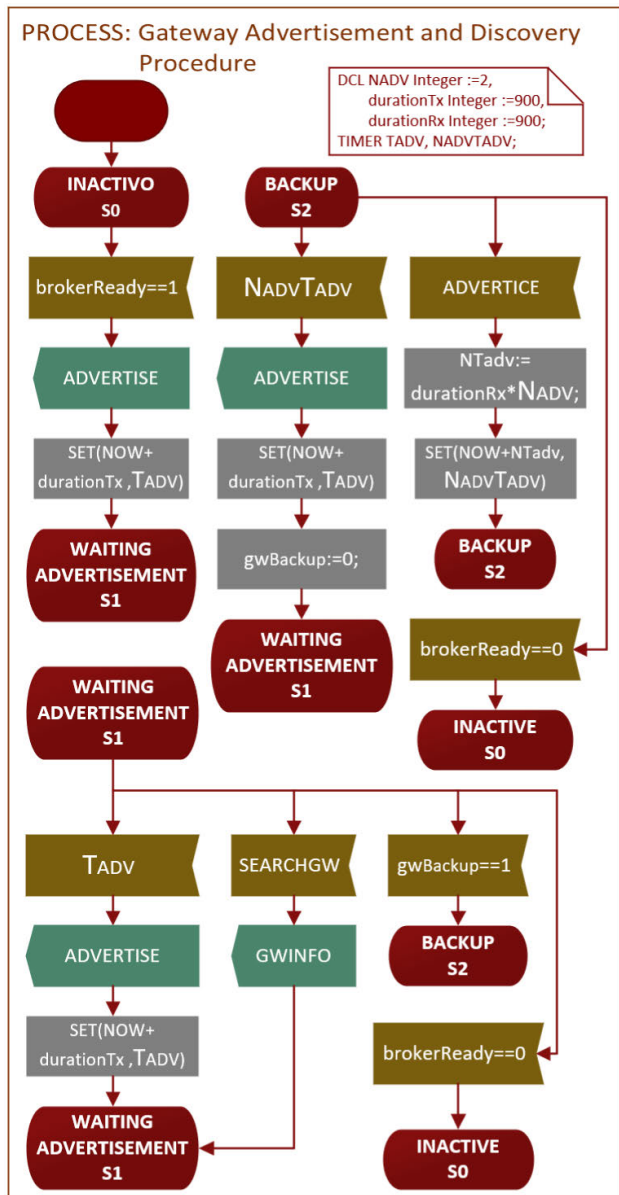 PROCESS: Gateway Advertisement and Discovery
Procedure
DCL NADV Integer :=2,
durationTx Integer :=900,
durationRx Integer :=900;
TIMER TADV, NADVTADV;
INACTIVO
S0
brokerReady==1
ADVERTISE
SET(NOW+
durationTx ,TADV)
WAITING
ADVERTISEMENT
S1
BACKUP
S2
NADVTADV
ADVERTISE
SET(NOW+
durationTx ,TADV)
gwBackup:=0;
WAITING
ADVERTISEMENT
S1
ADVERTICE
NTadv:=
durationRx*NADV;
SET(NOW+NTadv,
NADVTADV)
BACKUP
S2
brokerReady==0
INACTIVE
S0
WAITING
ADVERTISEMENT
S1
TADV
ADVERTISE
SET(NOW+
durationTx ,TADV)
WAITING
ADVERTISEMENT
S1
SEARCHGW
GWINFO
gwBackup==1
BACKUP
S2
brokerReady==0
INACTIVE
S0